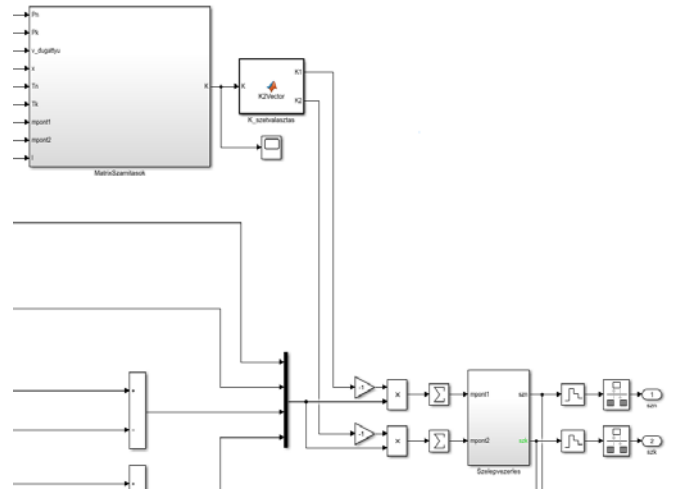 Pn
Pk
v_dugattyu
x
Tn
Tk
mpont1
mpont2
I
K
MatrixSzamitasok
K
K2Vector
K1
K2
K_szetvalasztas
-1
×
Σ
mpont1
szn
1
szn
+
-
-1
×
Σ
mpont2
szk
2
szk
Szelepvezerles